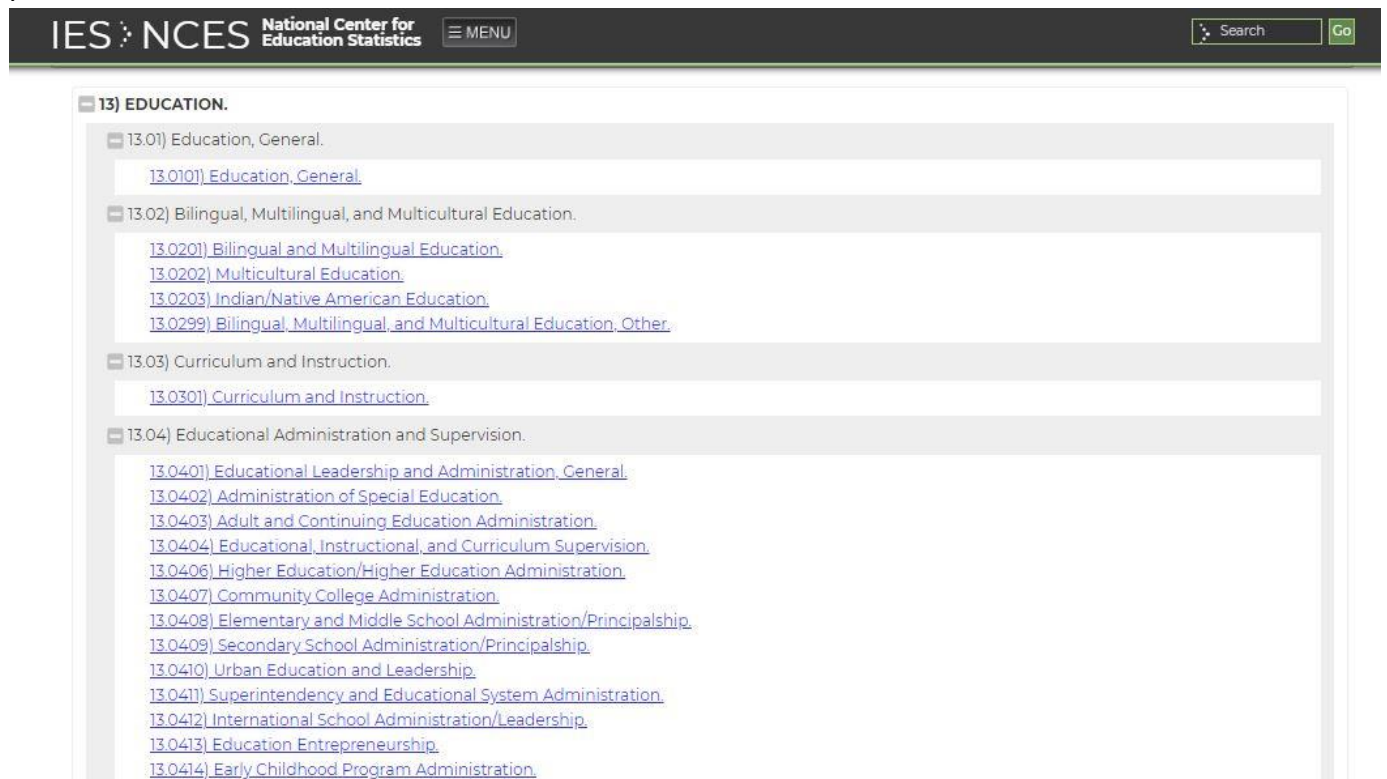 IES NCES National Center for Education Statistics ☰ MENU Search Go
13) EDUCATION.
13.01) Education, General.
13.0101) Education, General.
13.02) Bilingual, Multilingual, and Multicultural Education.
13.0201) Bilingual and Multilingual Education.
13.0202) Multicultural Education.
13.0203) Indian/Native American Education.
13.0299) Bilingual, Multilingual, and Multicultural Education, Other.
13.03) Curriculum and Instruction.
13.0301) Curriculum and Instruction.
13.04) Educational Administration and Supervision.
13.0401) Educational Leadership and Administration, General.
13.0402) Administration of Special Education.
13.0403) Adult and Continuing Education Administration.
13.0404) Educational, Instructional, and Curriculum Supervision.
13.0406) Higher Education/Higher Education Administration.
13.0407) Community College Administration.
13.0408) Elementary and Middle School Administration/Principalship.
13.0409) Secondary School Administration/Principalship.
13.0410) Urban Education and Leadership.
13.0411) Superintendency and Educational System Administration.
13.0412) International School Administration/Leadership.
13.0413) Education Entrepreneurship.
13.0414) Early Childhood Program Administration.